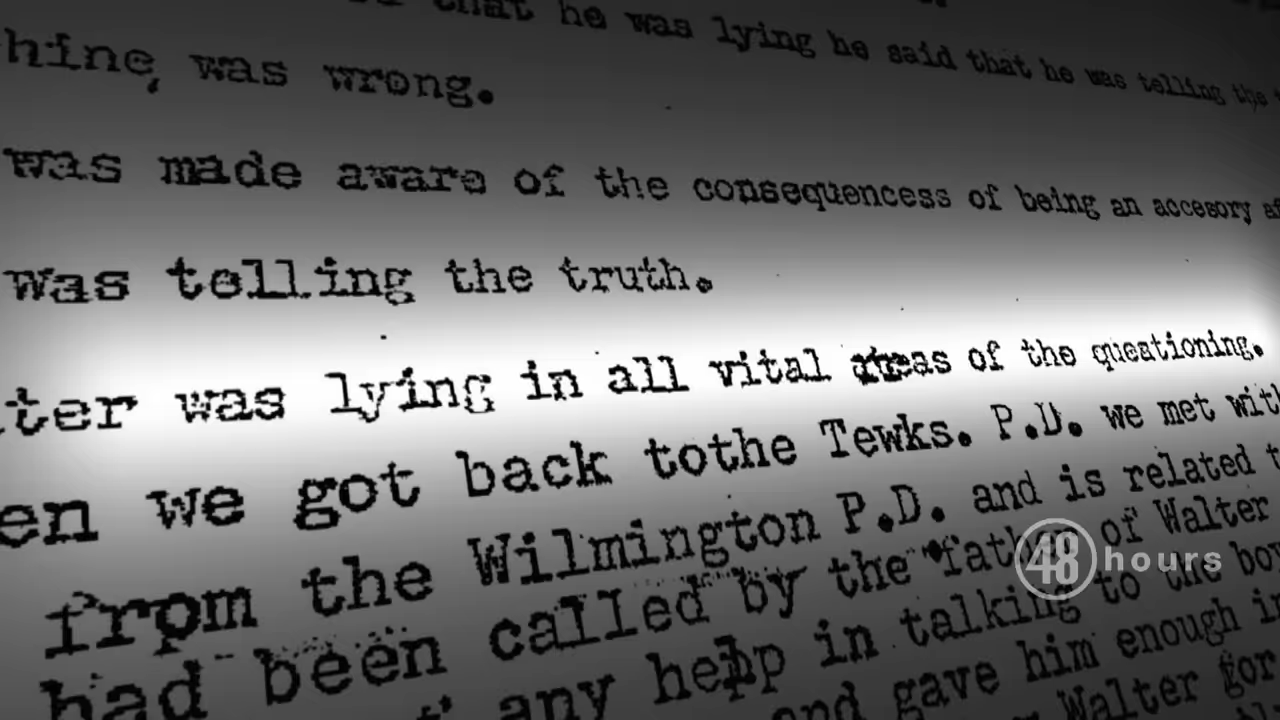 that he was lying he said that he was telling the
hine, was wrong.
was made aware of the consequencess of being an accesory
was telling the truth.
ter was lying in all vital areas of the questioning.
en we got back tothe Tewks. P.D. we met with
from the Wilmington P.D. and is related
had been called by the father of Walter
any help in talking to the
and gave him enough
Walter
48 hours